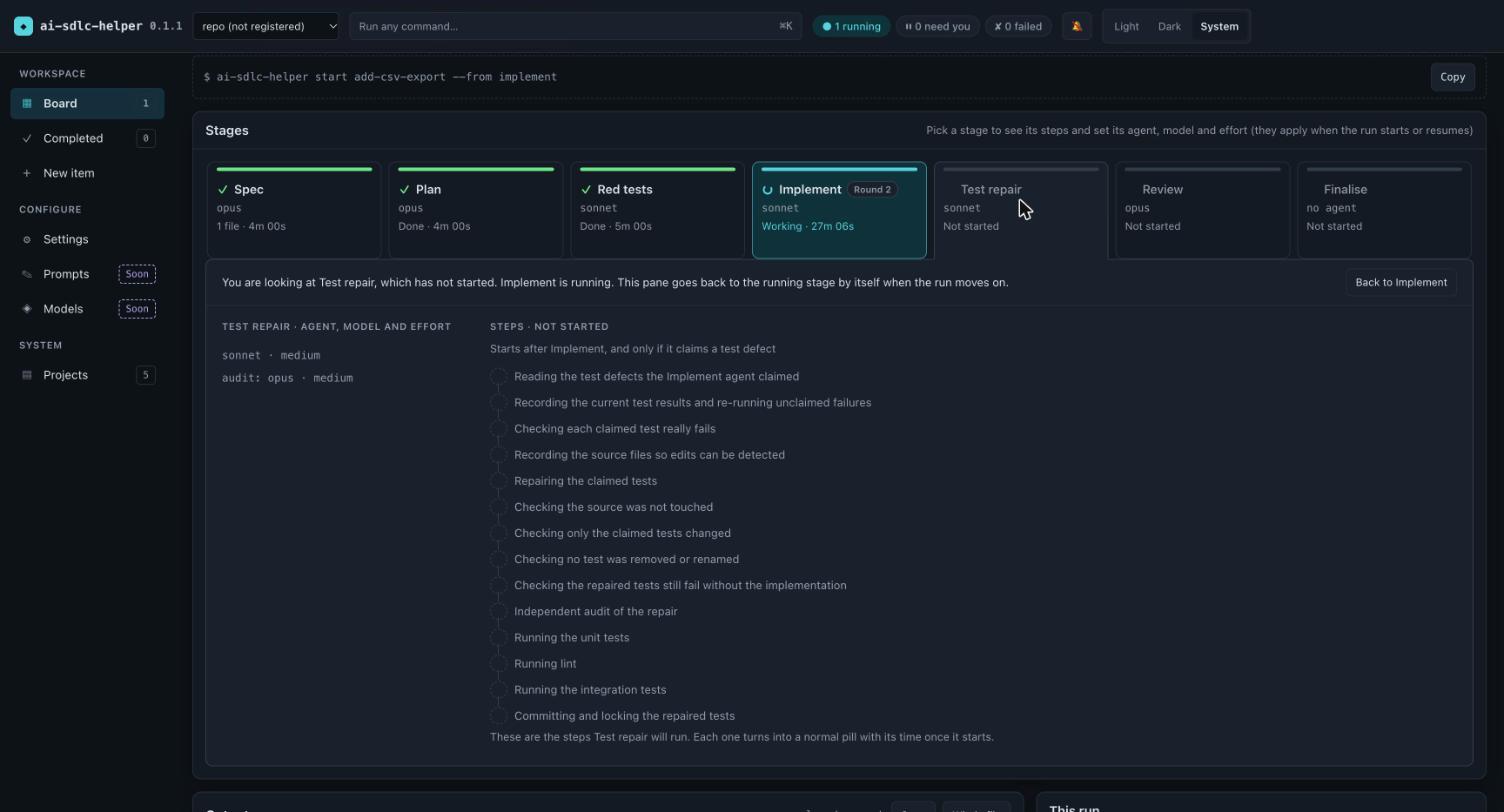 ai-sdlc-helper 0.1.1
repo (not registered)
Run any command...
⌘K
1 running
0 need you
✘ 0 failed
Light
Dark
System
WORKSPACE
Board 1
Completed 0
+ New item
CONFIGURE
Settings
Prompts Soon
Models Soon
SYSTEM
Projects 5
$ ai-sdlc-helper start add-csv-export --from implement
Copy
Stages
Pick a stage to see its steps and set its agent, model and effort (they apply when the run starts or resumes)
✓ Spec
opus
1 file · 4m 00s
✓ Plan
opus
Done · 4m 00s
✓ Red tests
sonnet
Done · 5m 00s
Implement Round 2
sonnet
Working · 27m 06s
Test repair
sonnet
Not started
Review
opus
Not started
Finalise
no agent
Not started
You are looking at Test repair, which has not started. Implement is running. This pane goes back to the running stage by itself when the run moves on.
Back to Implement
TEST REPAIR · AGENT, MODEL AND EFFORT
sonnet · medium
audit: opus · medium
STEPS · NOT STARTED
Starts after Implement, and only if it claims a test defect
Reading the test defects the Implement agent claimed
Recording the current test results and re-running unclaimed failures
Checking each claimed test really fails
Recording the source files so edits can be detected
Repairing the claimed tests
Checking the source was not touched
Checking only the claimed tests changed
Checking no test was removed or renamed
Checking the repaired tests still fail without the implementation
Independent audit of the repair
Running the unit tests
Running lint
Running the integration tests
Committing and locking the repaired tests
These are the steps Test repair will run. Each one turns into a normal pill with its time once it starts.
This run